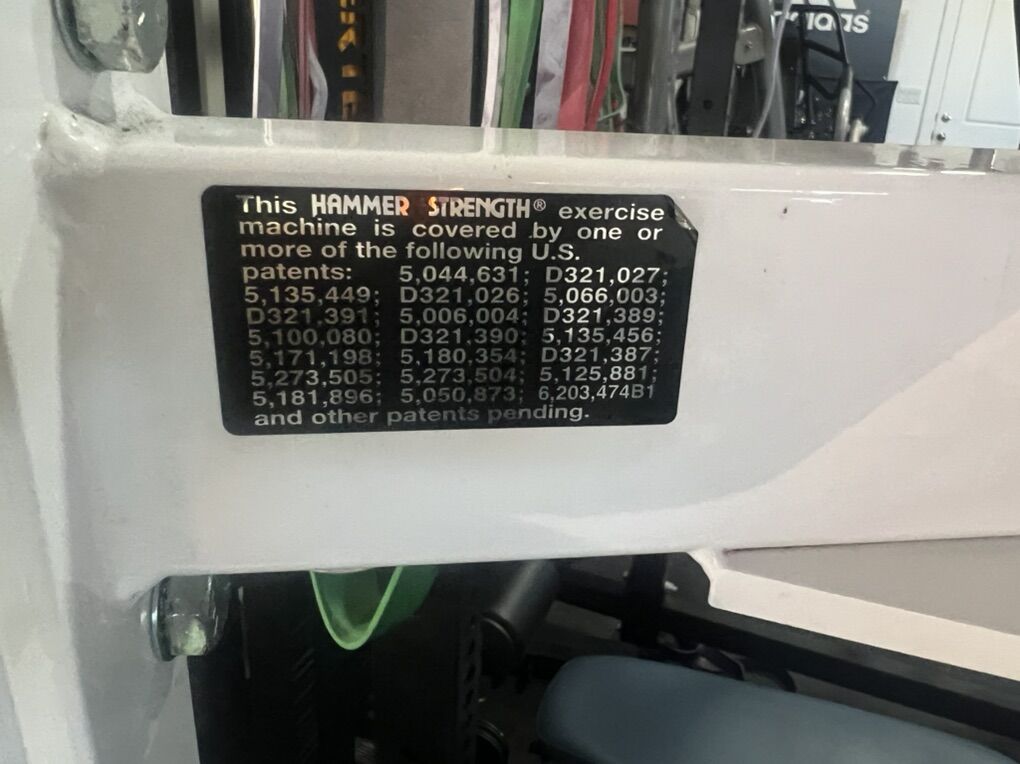 adidas
This HAMMER STRENGTH® exercise
machine is covered by one or
more of the following U.S.
patents: 5,044,631; D321,027;
5,135,449; D321,026; 5,066,003;
D321,391; 5,006,004; D321,389;
5,100,080; D321,390; 5,135,456;
5,171,198; 5,180,354; D321,387;
5,273,505; 5,273,504; 5,125,881;
5,181,896; 5,050,873; 6,203,474B1
and other patents pending.